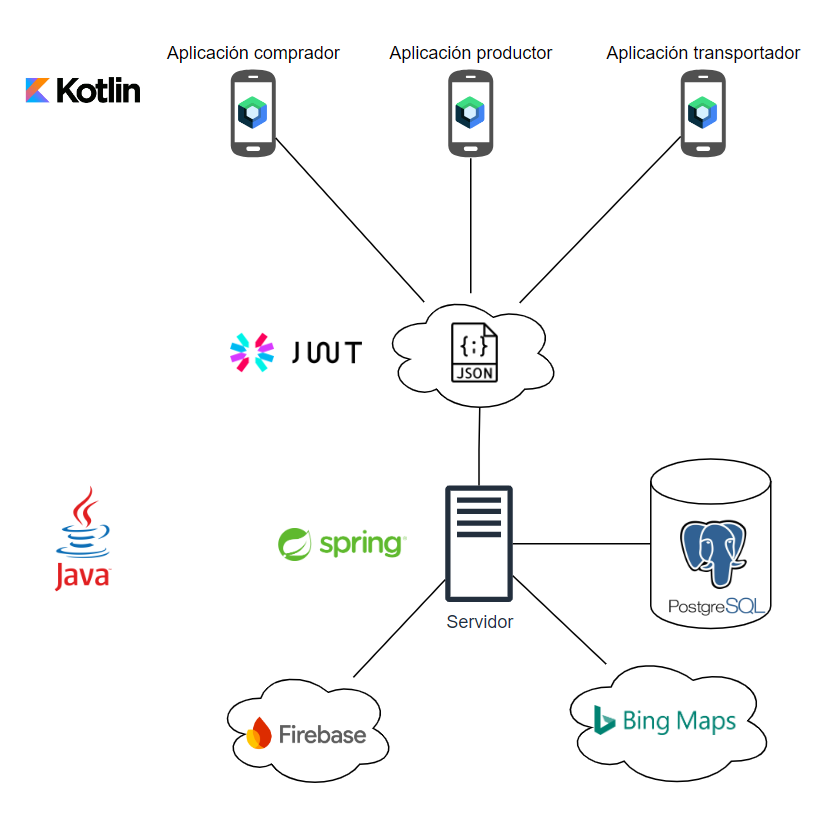 Aplicación comprador
Aplicación productor
Aplicación transportador
Kotlin
JWT
{;}
JSON
Java
spring
Servidor
PostgreSQL
Firebase
Bing Maps